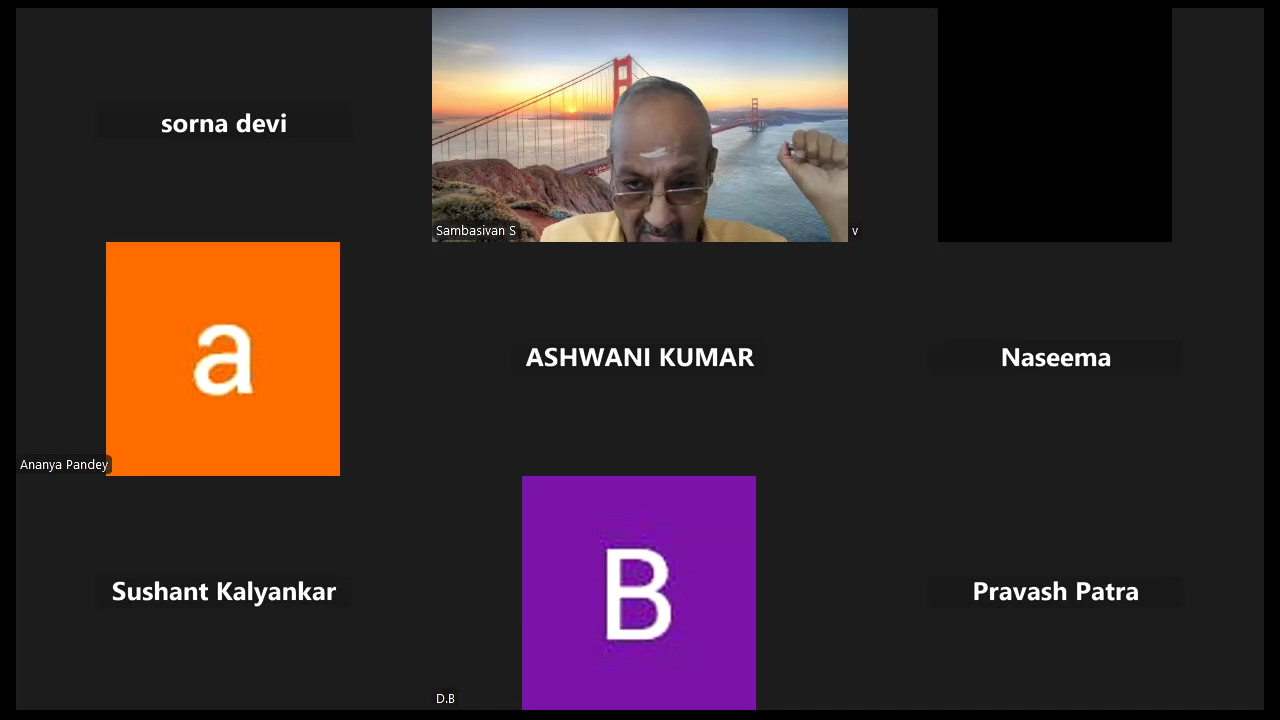 sorna devi
Sambasivan S
v
a
Ananya Pandey
ASHWANI KUMAR
Naseema
Sushant Kalyankar
B
D.B
Pravash Patra